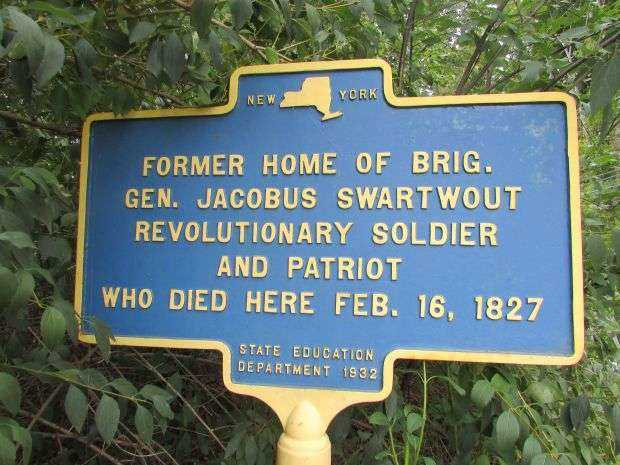 NEW YORK
FORMER HOME OF BRIG.
GEN. JACOBUS SWARTWOUT
REVOLUTIONARY SOLDIER
AND PATRIOT
WHO DIED HERE FEB. 16, 1827
STATE EDUCATION
DEPARTMENT 1932